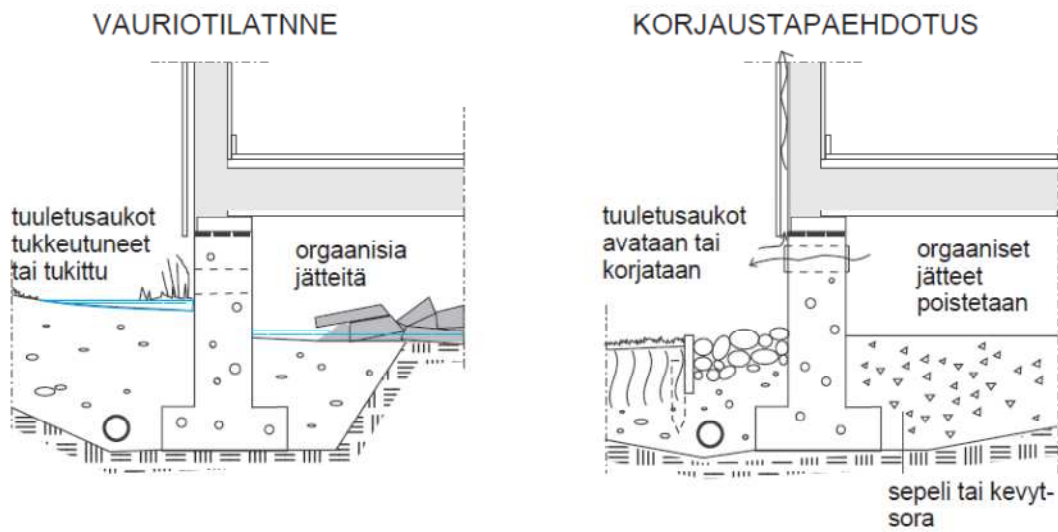 VAURIOTILATNNE
tuuletusaukot
tukkeutuneet
tai tukittu
orgaanisia
jätteitä
KORJAUSTAPAEHDOTUS
tuuletusaukot
avataan tai
korjataan
orgaaniset
jätteet
poistetaan
sepeli tai kevyt-
sora